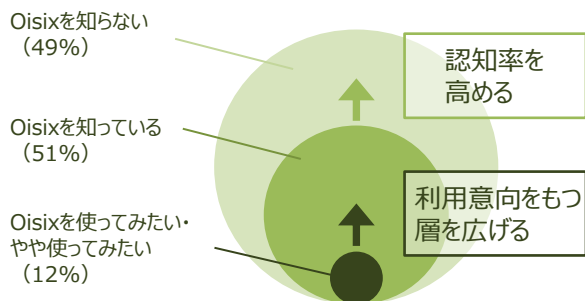 Oisixを知らない
（49%）
認知率を
高める
Oisixを知っている
（51%）
利用意向をもつ
層を広げる
Oisixを使ってみたい・
やや使ってみたい
（12%）